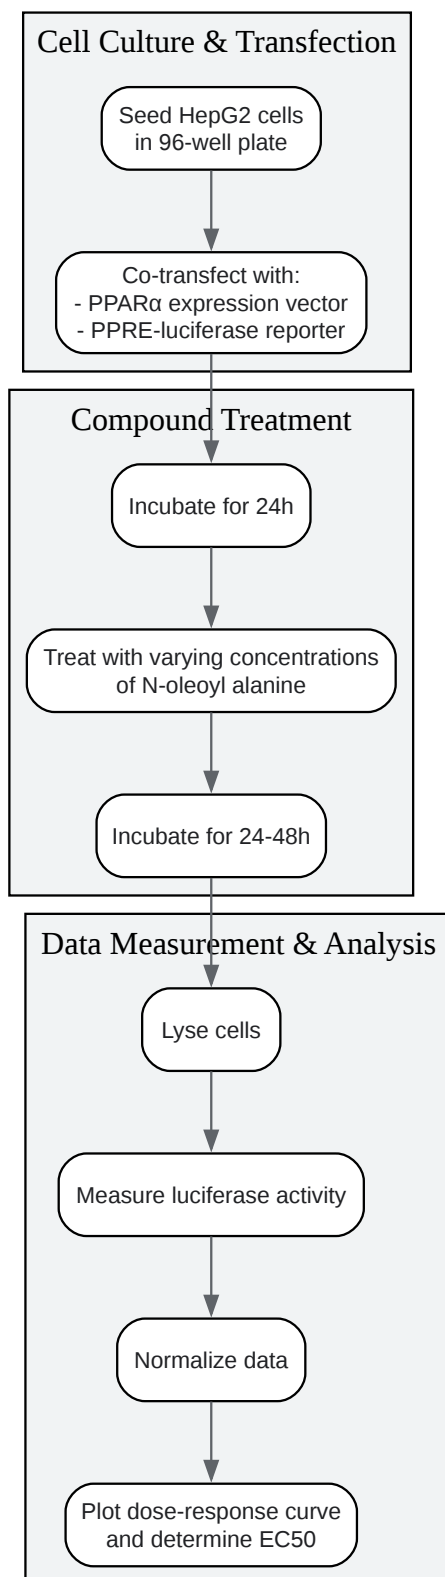 Cell Culture & Transfection
Seed HepG2 cells
in 96-well plate
Co-transfect with:
- PPARα expression vector
- PPRE-luciferase reporter
Compound Treatment
Incubate for 24h
Treat with varying concentrations
of N-oleoyl alanine
Incubate for 24-48h
Data Measurement & Analysis
Lyse cells
Measure luciferase activity
Normalize data
Plot dose-response curve
and determine EC50